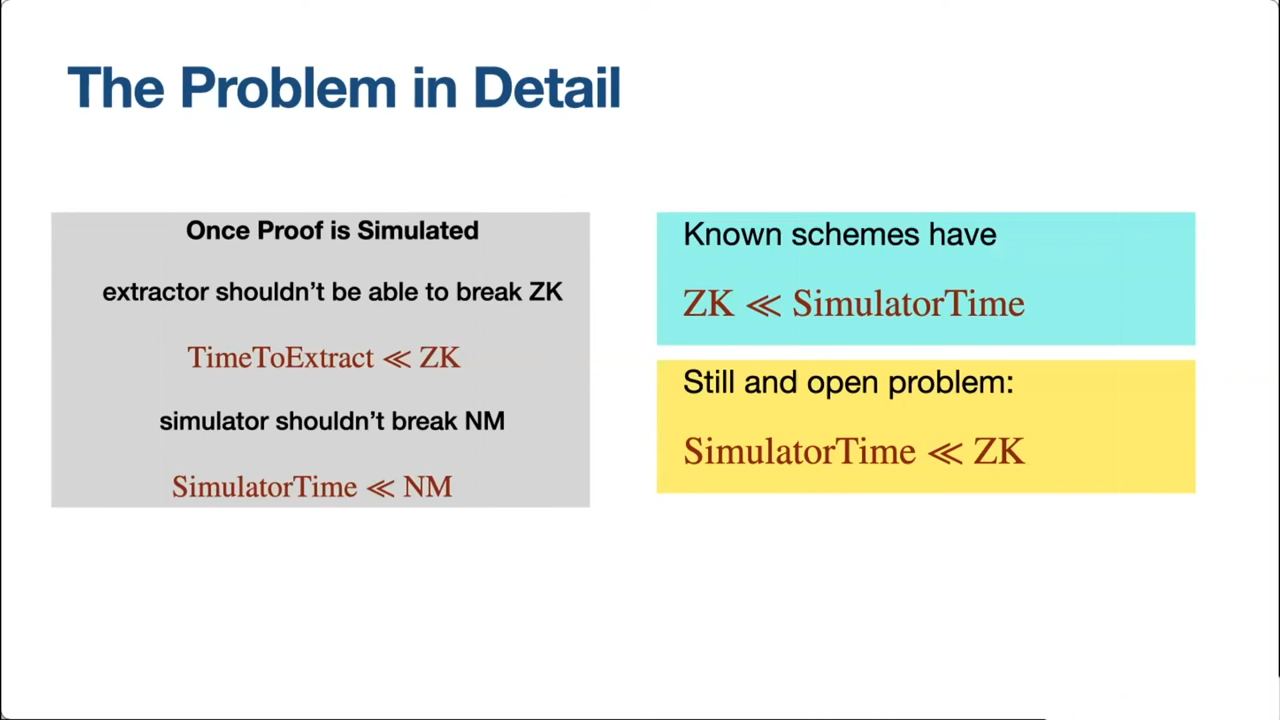 The Problem in Detail
Once Proof is Simulated
extractor shouldn't be able to break ZK
TimeToExtract ≪ ZK
simulator shouldn't break NM
SimulatorTime ≪ NM
Known schemes have
ZK ≪ SimulatorTime
Still and open problem:
SimulatorTime ≪ ZK